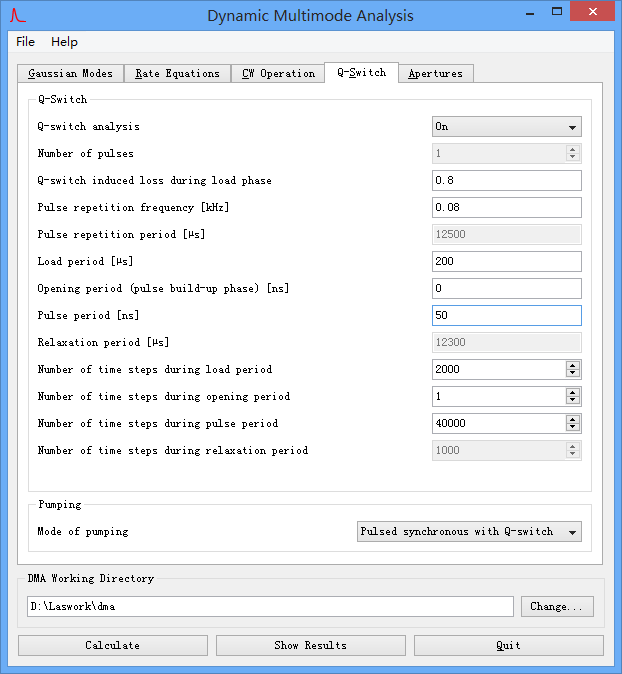 Dynamic Multimode Analysis
File Help
Gaussian Modes Rate Equations CW Operation Q-Switch Apertures
Q-Switch
Q-switch analysis On
Number of pulses 1
Q-switch induced loss during load phase 0.8
Pulse repetition frequency [kHz] 0.08
Pulse repetition period [µs] 12500
Load period [µs] 200
Opening period (pulse build-up phase) [ns] 0
Pulse period [ns] 50
Relaxation period [µs] 12300
Number of time steps during load period 2000
Number of time steps during opening period 1
Number of time steps during pulse period 40000
Number of time steps during relaxation period 1000
Pumping
Mode of pumping Pulsed synchronous with Q-switch
DMA Working Directory
D:\Laswork\dma Change...
Calculate Show Results Quit